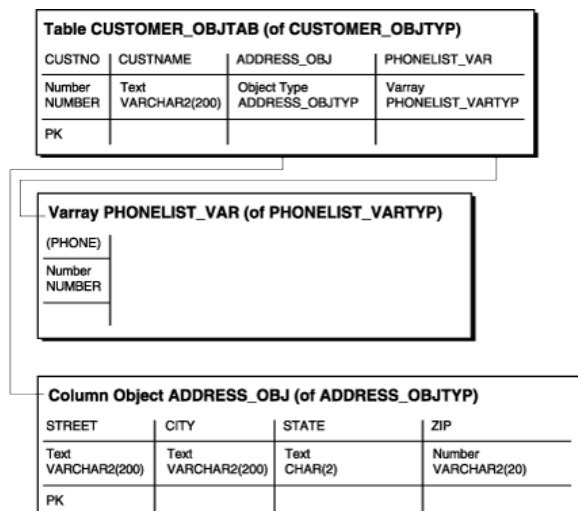 Table CUSTOMER_OBJTAB (of CUSTOMER_OBJTYP)
CUSTNO CUSTNAME ADDRESS_OBJ PHONELIST_VAR
Number Text Object Type Varray
NUMBER VARCHAR2(200) ADDRESS_OBJTYP PHONELIST_VARTYP
PK
Varray PHONELIST_VAR (of PHONELIST_VARTYP)
(PHONE)
Number
NUMBER
Column Object ADDRESS_OBJ (of ADDRESS_OBJTYP)
STREET CITY STATE ZIP
Text Text Text Number
VARCHAR2(200) VARCHAR2(200) CHAR(2) VARCHAR2(20)
PK